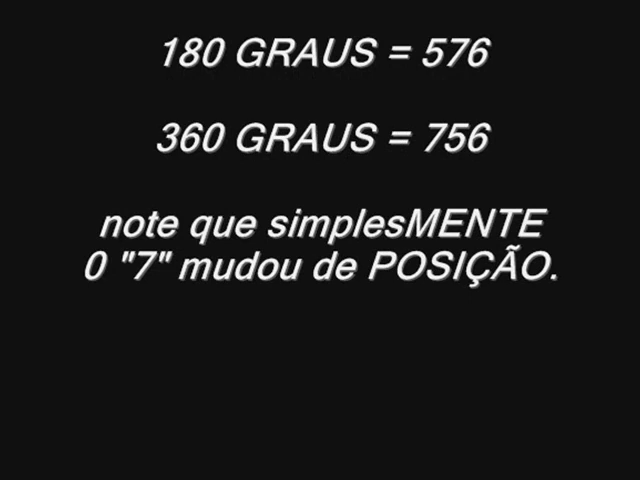 180 GRAUS = 576
360 GRAUS = 756
note que simplesMENTE
0 "7" mudou de POSIÇÃO.